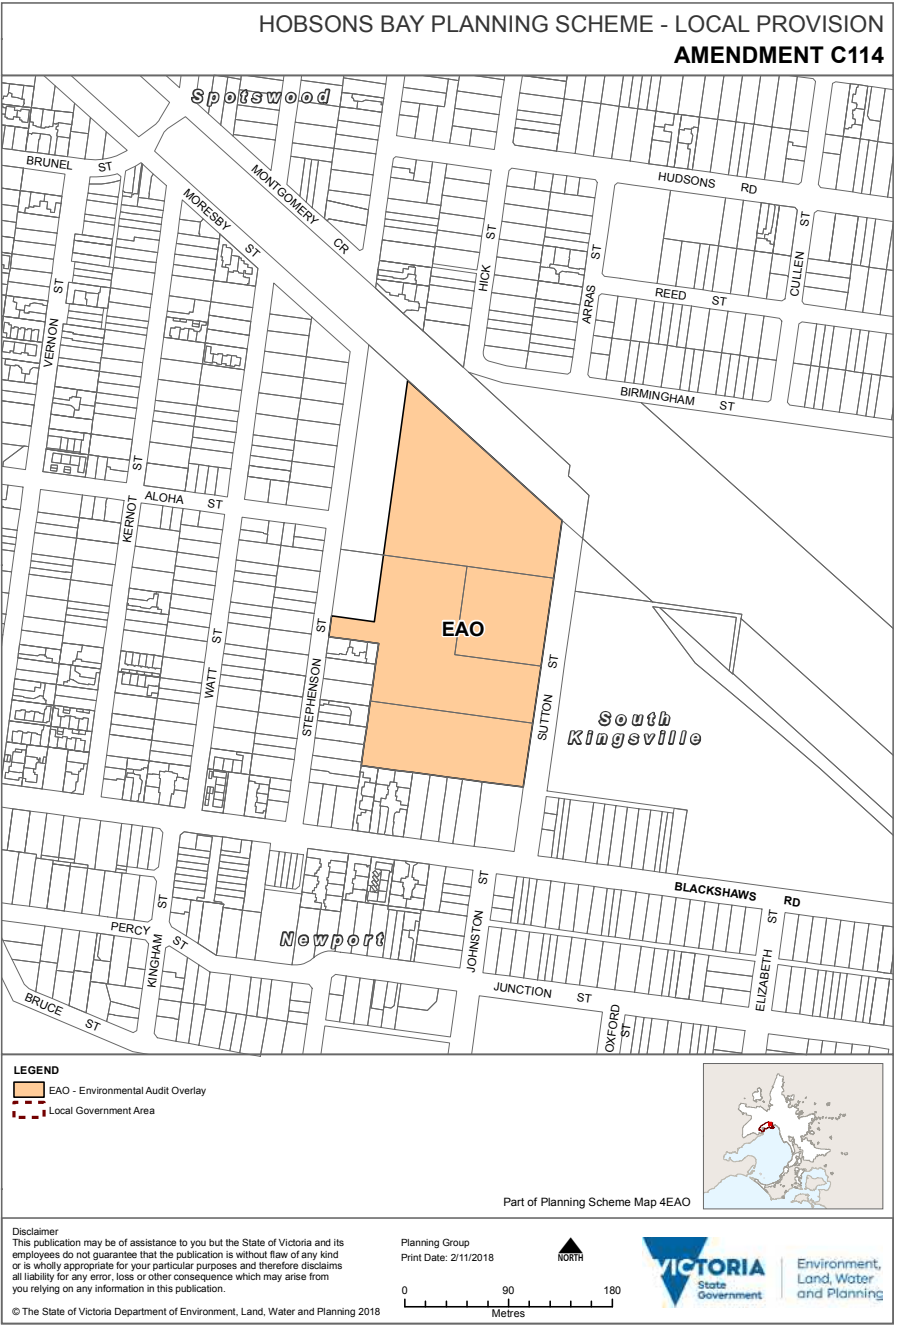 HOBSONS BAY PLANNING SCHEME - LOCAL PROVISION
AMENDMENT C114
Spotswood
BRUNEL ST
MONTGOMERY CR
MORESBY ST
HUDSONS RD
HICK ST
ARRAS ST
CULLEN ST
REED ST
VERNON ST
BIRMINGHAM ST
KERNOT ST
ALOHA ST
WATT ST
STEPHENSON ST
EAO
SUTTON ST
South
Kingsville
BLACKSHAWS RD
JOHNSTON ST
Newport
PERCY ST
KINGHAM ST
ELIZABETH ST
JUNCTION ST
OXFORD ST
BRUCE ST
LEGEND
EAO - Environmental Audit Overlay
Local Government Area
Part of Planning Scheme Map 4EAO
Disclaimer
This publication may be of assistance to you but the State of Victoria and its
employees do not guarantee that the publication is without flaw of any kind
or is wholly appropriate for your particular purposes and therefore disclaims
all liability for any error, loss or other consequence which may arise from
you relying on any information in this publication.
© The State of Victoria Department of Environment, Land, Water and Planning 2018
Planning Group
Print Date: 2/11/2018
NORTH
0 90 180
Metres
VICTORIA
State
Government
Environment,
Land, Water
and Planning